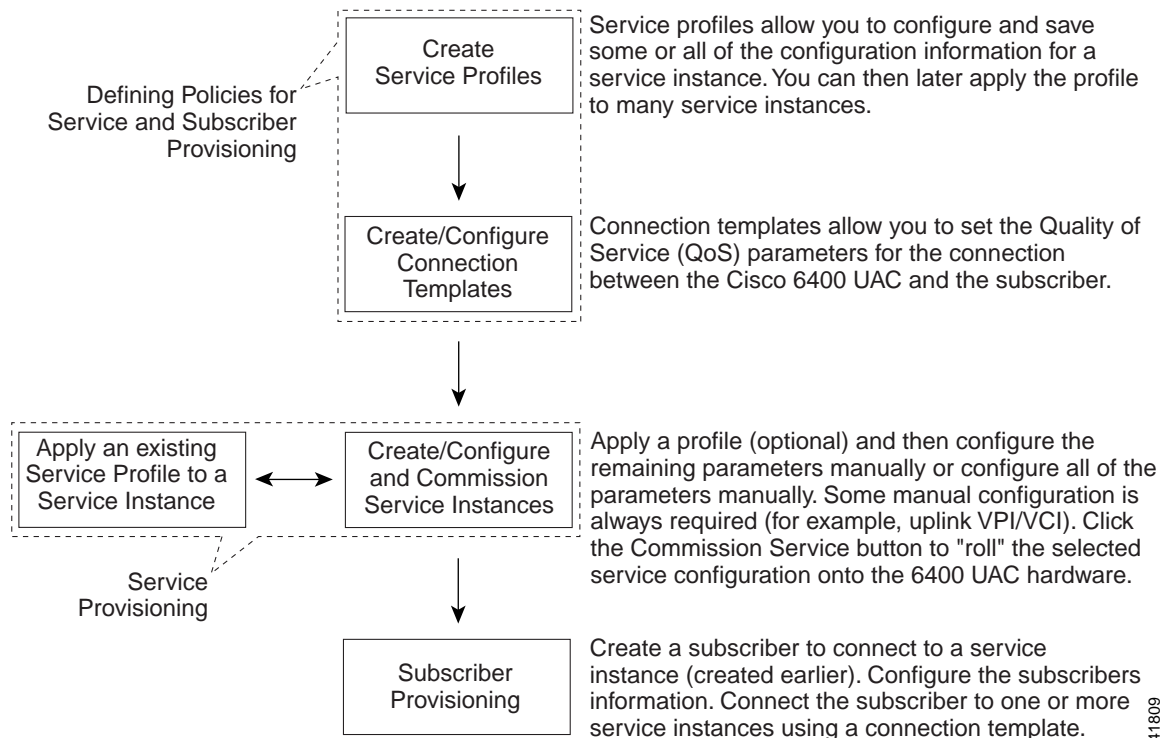 Create
Service Profiles
Service profiles allow you to configure and save
some or all of the configuration information for a
service instance. You can then later apply the profile
to many service instances.
Defining Policies for
Service and Subscriber
Provisioning
Create/Configure
Connection
Templates
Connection templates allow you to set the Quality of
Service (QoS) parameters for the connection
between the Cisco 6400 UAC and the subscriber.
Apply an existing
Service Profile to a
Service Instance
Create/Configure
and Commission
Service Instances
Apply a profile (optional) and then configure the
remaining parameters manually or configure all of the
parameters manually. Some manual configuration is
always required (for example, uplink VPI/VCI). Click
the Commission Service button to "roll" the selected
service configuration onto the 6400 UAC hardware.
Service
Provisioning
Subscriber
Provisioning
Create a subscriber to connect to a service
instance (created earlier). Configure the subscribers
information. Connect the subscriber to one or more
service instances using a connection template.
41809